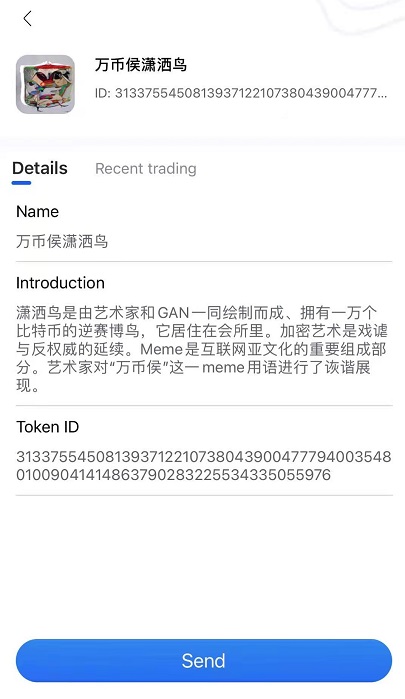 万币侯潇洒鸟
ID: 31337554508139371221073804390047​77...
Details
Recent trading
Name
万币侯潇洒鸟
Introduction
潇洒鸟是由艺术家和GAN一同绘制而成、拥有一万个
比特币的逆赛博鸟，它居住在会所里。加密艺术是戏谑
与反权威的延续。Meme是互联网亚文化的重要组成部
分。艺术家对“万币侯”这一meme用语进行了诙谐展
现。
Token ID
31337554508139371221073804390047779400354​8
01009041414863790283225534335055976
Send